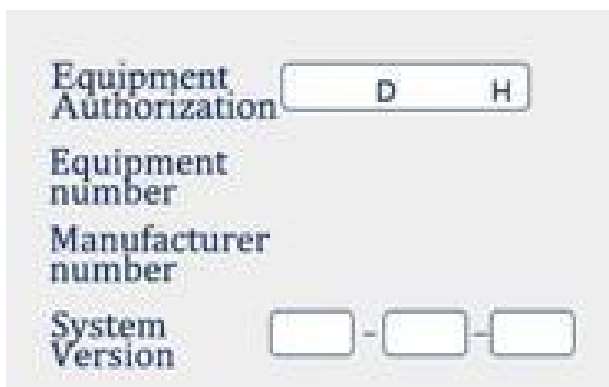 Equipment
Authorization D H
Equipment
number
Manufacturer
number
System
Version - -